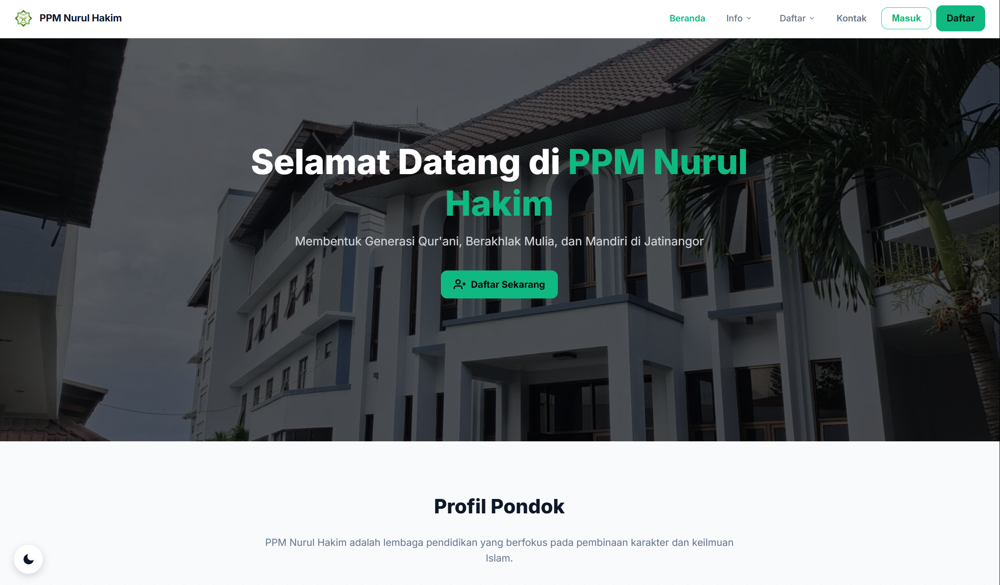 PPM Nurul Hakim
Beranda
Info
Daftar
Kontak
Masuk
Daftar
Selamat Datang di PPM Nurul
Hakim
Membentuk Generasi Qur'ani, Berakhlak Mulia, dan Mandiri di Jatinangor
Daftar Sekarang
Profil Pondok
PPM Nurul Hakim adalah lembaga pendidikan yang berfokus pada pembinaan karakter dan keilmuan
Islam.